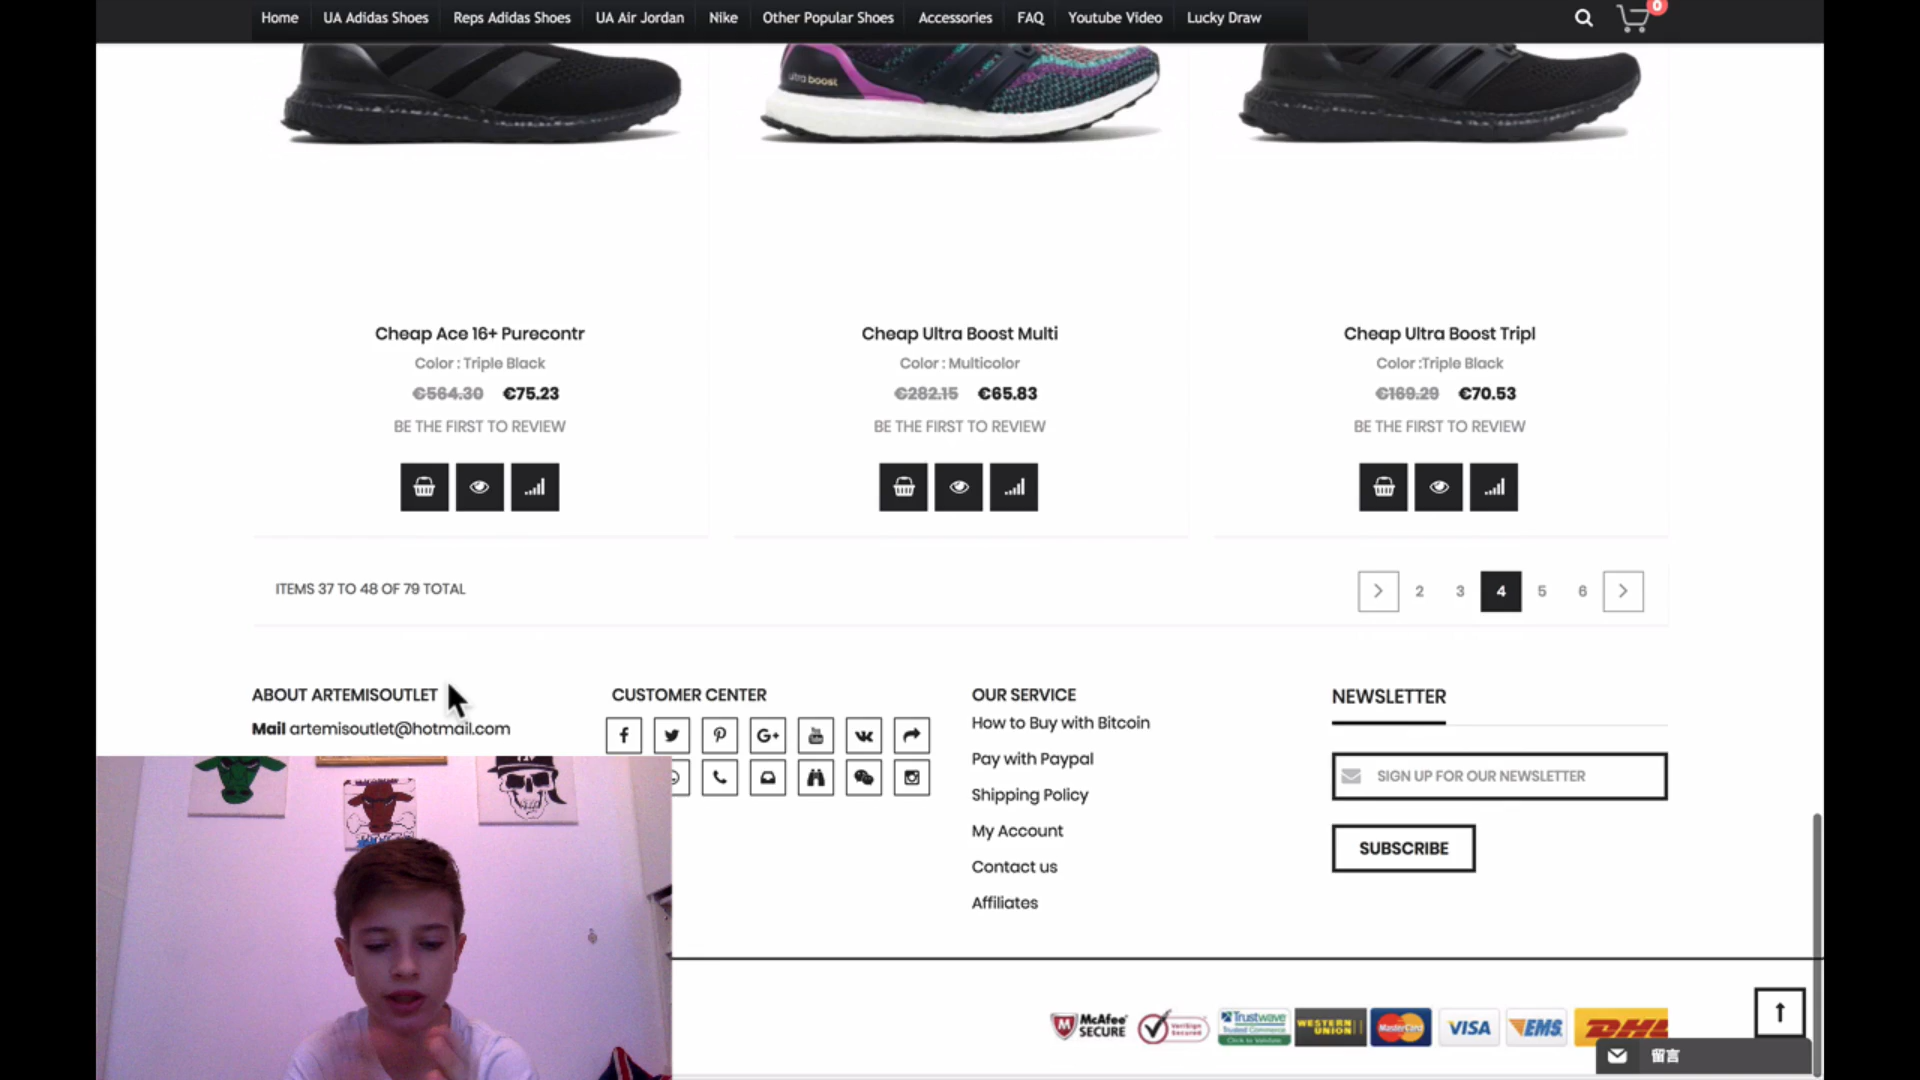 Home UA Adidas Shoes Reps Adidas Shoes UA Air Jordan Nike Other Popular Shoes Accessories FAQ Youtube Video Lucky Draw 0
ultra boost
Cheap Ace 16+ Purecontr
Color : Triple Black
€564.30 €75.23
BE THE FIRST TO REVIEW
Cheap Ultra Boost Multi
Color : Multicolor
€282.15 €65.83
BE THE FIRST TO REVIEW
Cheap Ultra Boost Tripl
Color :Triple Black
€169.29 €70.53
BE THE FIRST TO REVIEW
ITEMS 37 TO 48 OF 79 TOTAL
2 3 4 5 6
ABOUT ARTEMISOUTLET
Mail artemisoutlet@hotmail.com
CUSTOMER CENTER
OUR SERVICE
How to Buy with Bitcoin
Pay with Paypal
Shipping Policy
My Account
Contact us
Affiliates
NEWSLETTER
SIGN UP FOR OUR NEWSLETTER
SUBSCRIBE
McAfee
SECURE
VeriSign
Secured
Trustwave
Trusted Commerce
Click to Validate
WESTERN
UNION
MasterCard
VISA
EMS
DHL
留言